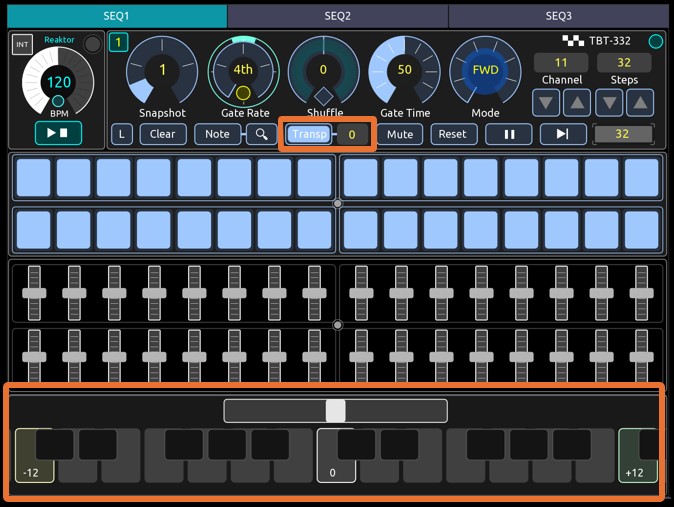 SEQ1 SEQ2 SEQ3
INT Reaktor 1 TBT-332
120 1 4th 0 50 FWD 11 32
Channel Steps
BPM Snapshot Gate Rate Shuffle Gate Time Mode
L Clear Note Transp 0 Mute Reset 32
-12 0 +12